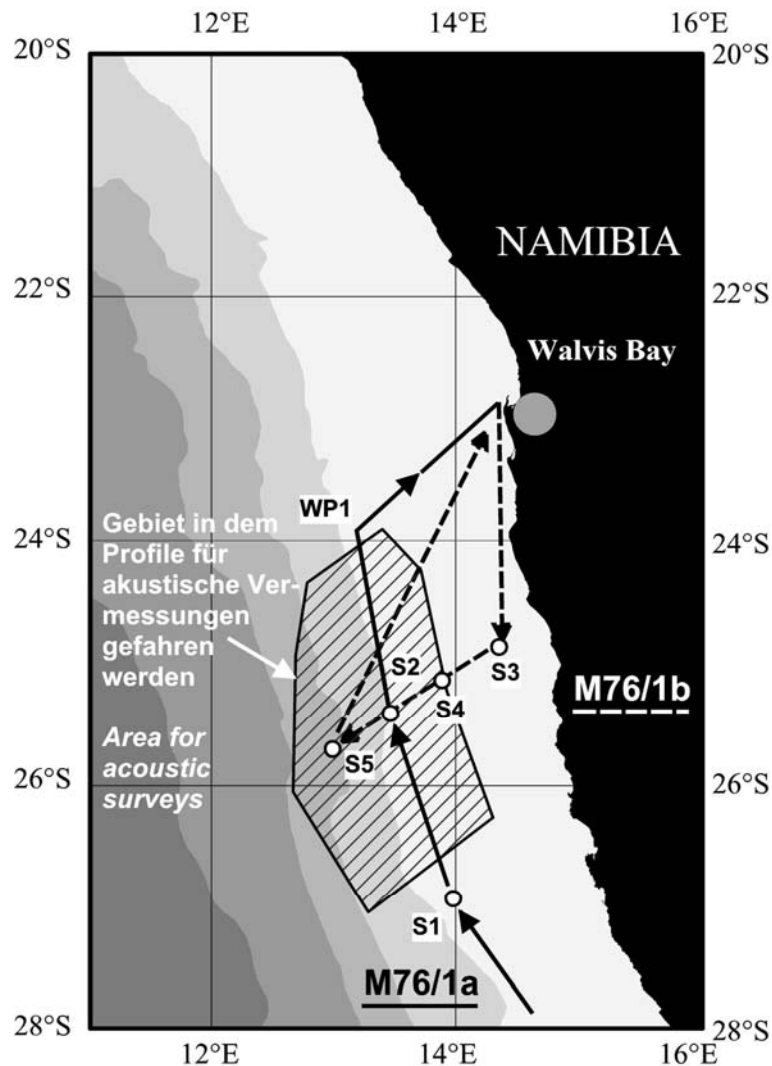 12°E 14°E 16°E
20°S 20°S
NAMIBIA
22°S 22°S
Walvis Bay
WP1
24°S 24°S
Gebiet in dem
Profile für
akustische Ver-
messungen
gefahren
werden
S2 S3
S4
M76/1b
Area for
acoustic
surveys
S5
26°S 26°S
S1
M76/1a
28°S 28°S
12°E 14°E 16°E